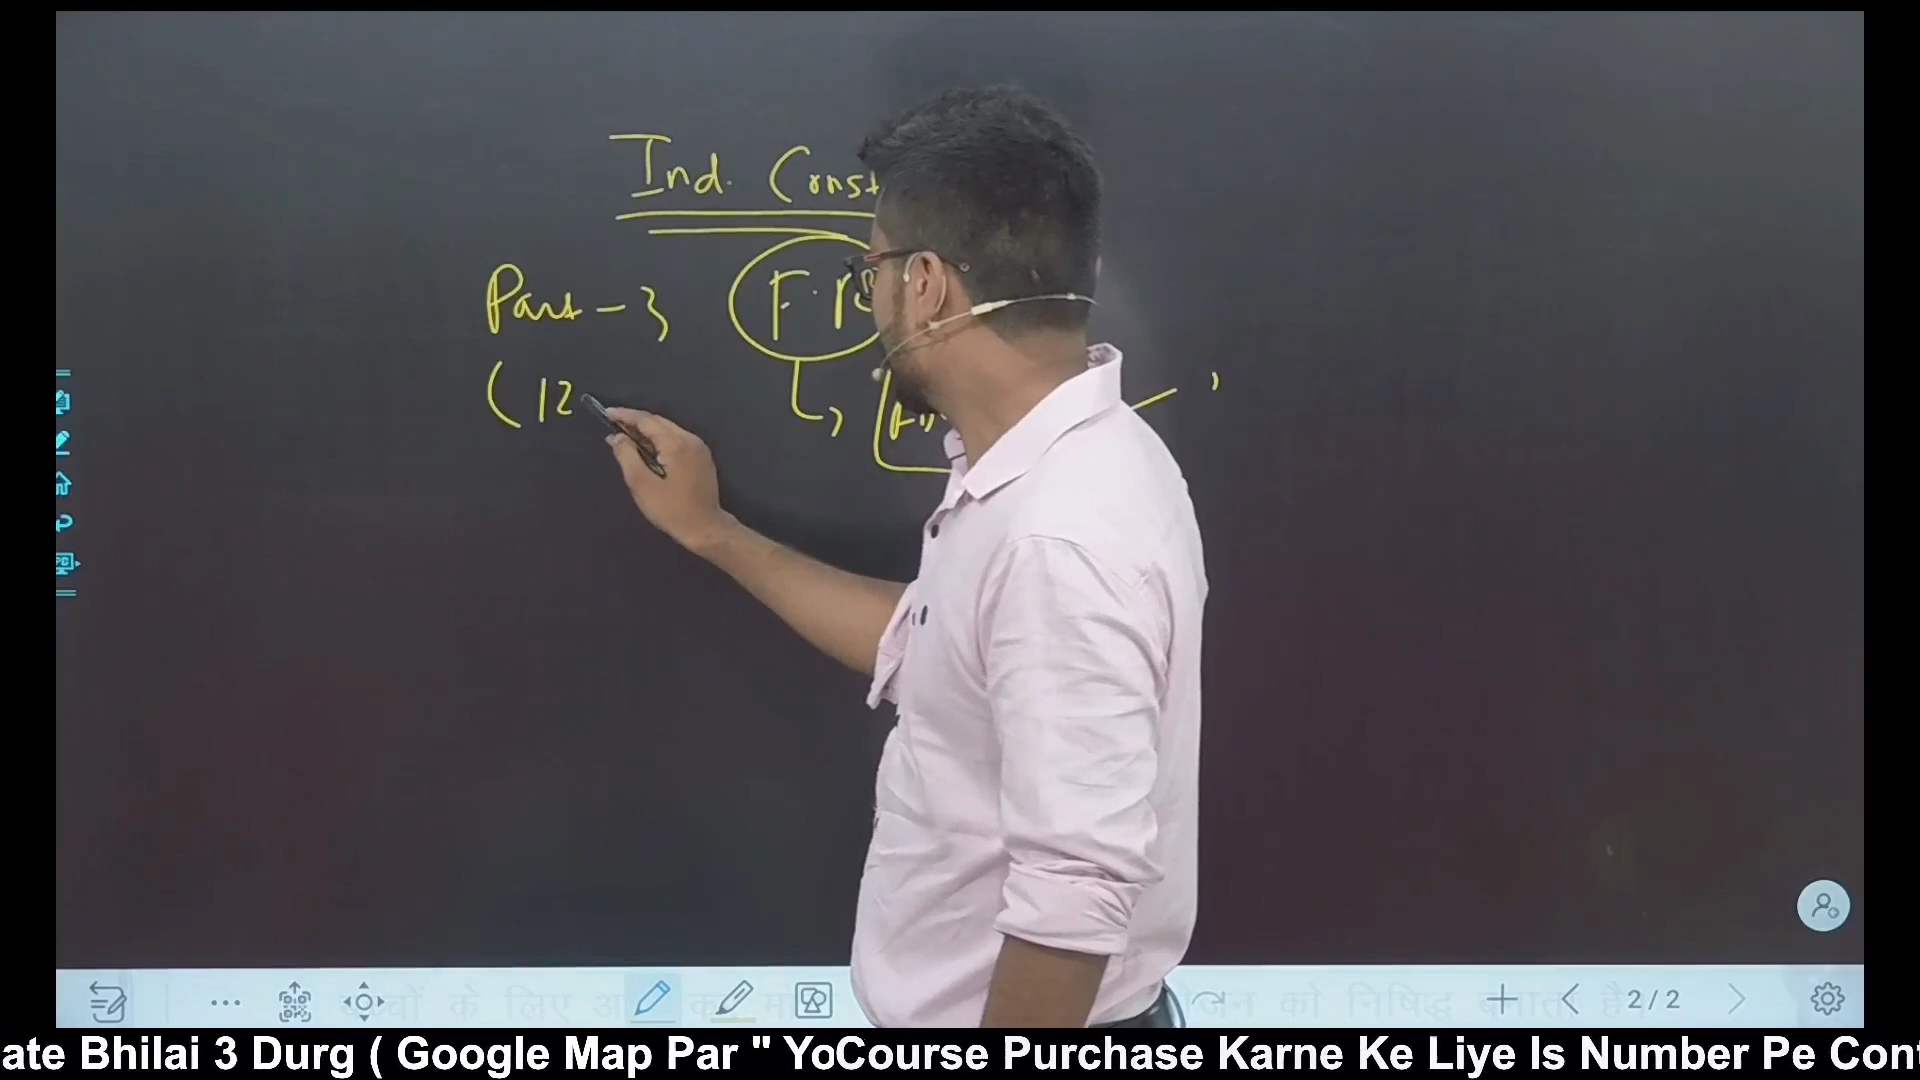 Ind. Const
Part - 3 F.R
(12
2/2
ate Bhilai 3 Durg ( Google Map Par " YoCourse Purchase Karne Ke Liye Is Number Pe Cont